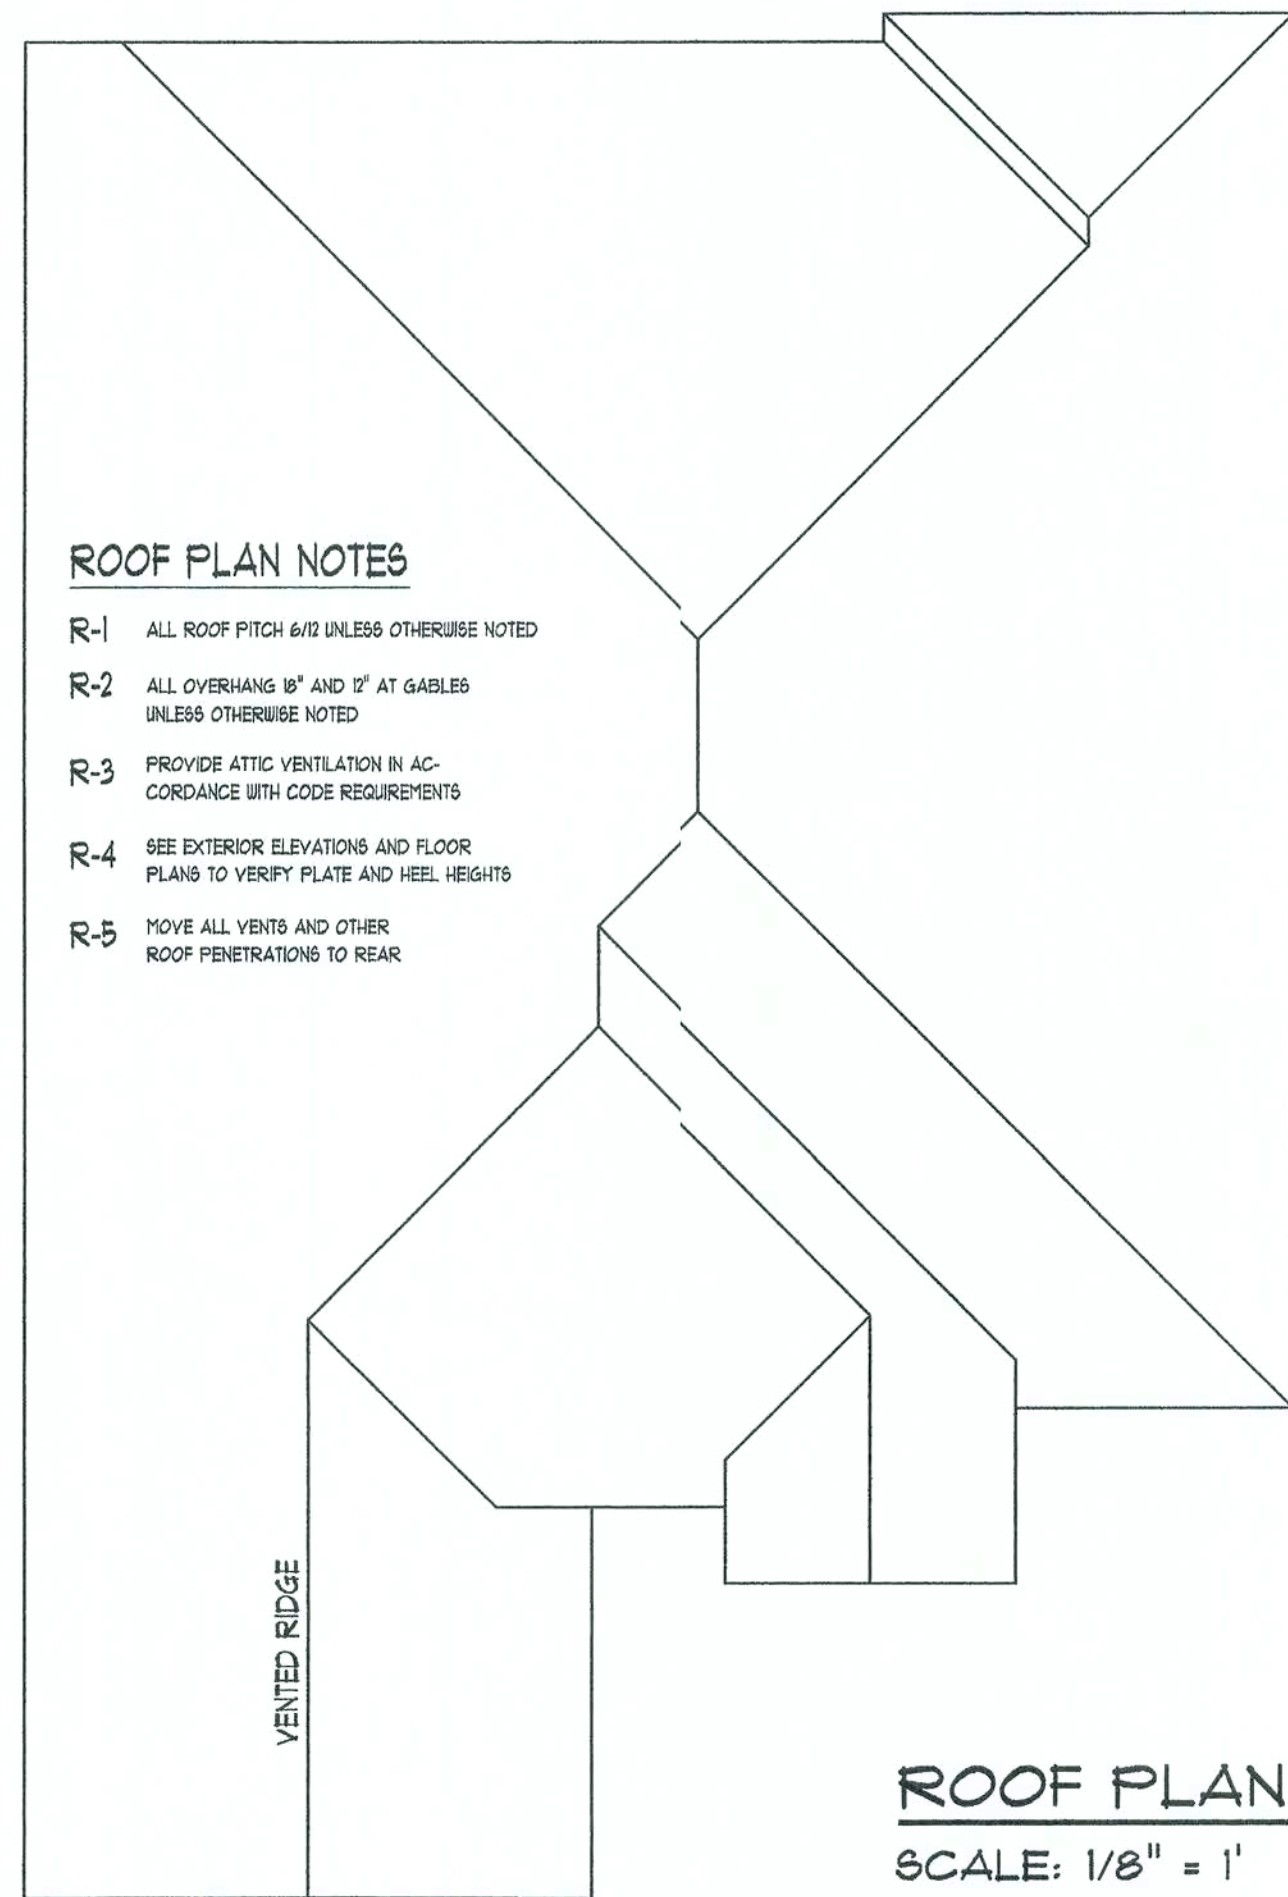 ROOF PLAN NOTES
R-1 ALL ROOF PITCH 6/12 UNLESS OTHERWISE NOTED
R-2 ALL OVERHANG 18" AND 12" AT GABLES
UNLESS OTHERWISE NOTED
R-3 PROVIDE ATTIC VENTILATION IN AC-
CORDANCE WITH CODE REQUIREMENTS
R-4 SEE EXTERIOR ELEVATIONS AND FLOOR
PLANS TO VERIFY PLATE AND HEEL HEIGHTS
R-5 MOVE ALL VENTS AND OTHER
ROOF PENETRATIONS TO REAR
VENTED RIDGE
ROOF PLAN
SCALE: 1/8" = 1'